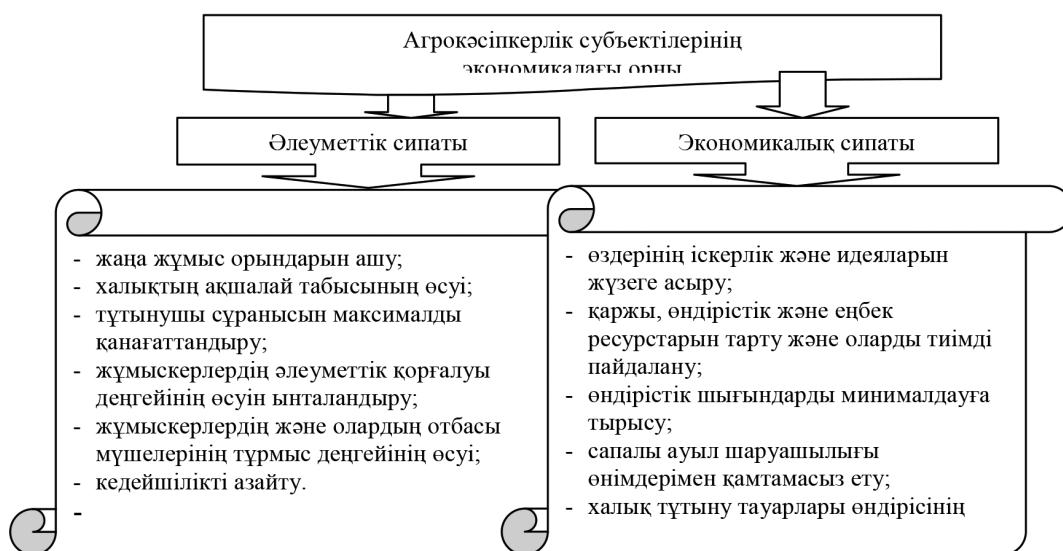 Агрокәсіпкерлік субъектілерінің
экономикадағы орны
Әлеуметтік сипаты
Экономикалық сипаты
- жаңа жұмыс орындарын ашу;
- халықтың ақшалай табысының өсуі;
- тұтынушы сұранысын максималды
қанағаттандыру;
- жұмыскерлердің әлеуметтік қорғалуы
деңгейінің өсуін ынталандыру;
- жұмыскерлердің және олардың отбасы
мүшелерінің тұрмыс деңгейінің өсуі;
- кедейшілікті азайту.
-
- өздерінің іскерлік және идеяларын
жүзеге асыру;
- қаржы, өндірістік және еңбек
ресурстарын тарту және оларды тиімді
пайдалану;
- өндірістік шығындарды минималдауға
тырысу;
- сапалы ауыл шаруашылығы
өнімдерімен қамтамасыз ету;
- халық тұтыну тауарлары өндірісінің